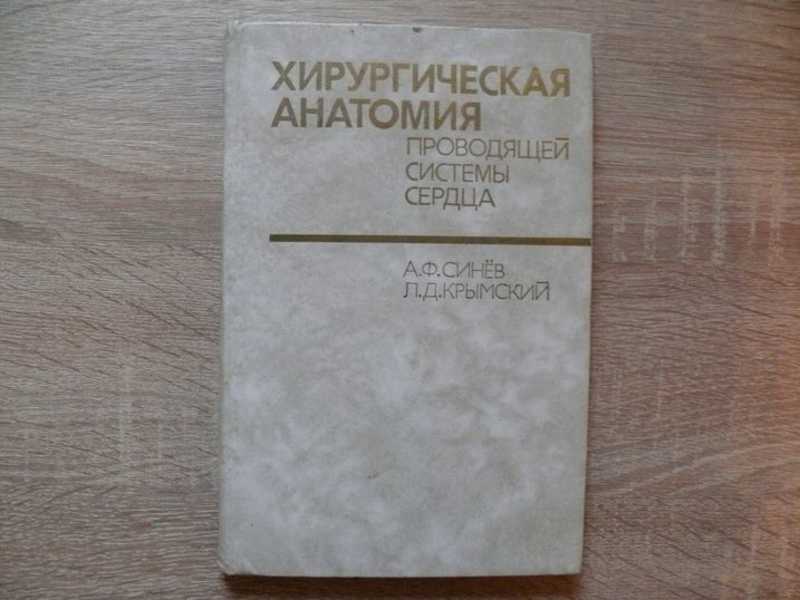 ХИРУРГИЧЕСКАЯ
АНАТОМИЯ
ПРОВОДЯЩЕЙ
СИСТЕМЫ
СЕРДЦА
А.Ф.СИНЁВ
Л.Д.КРЫМСКИЙ